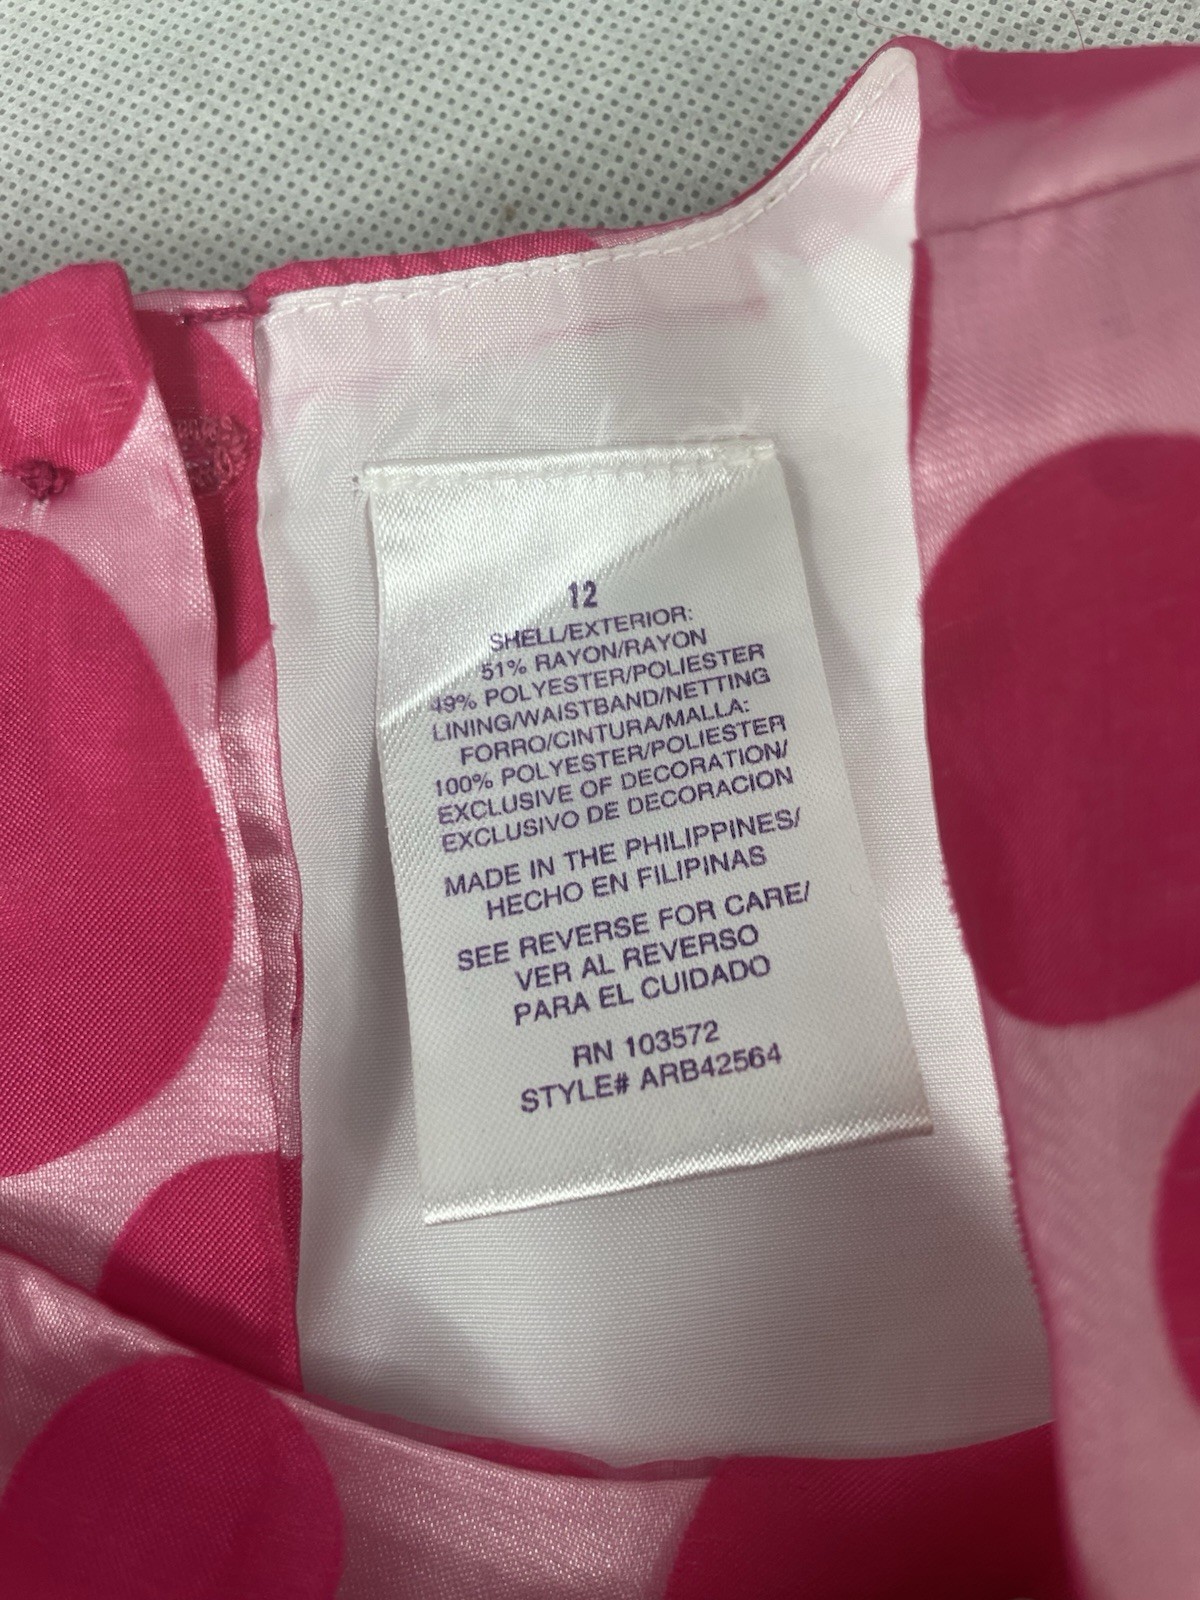 12
SHELL/EXTERIOR:
51% RAYON/RAYON
49% POLYESTER/POLIESTER
LINING/WAISTBAND/NETTING
FORRO/CINTURA/MALLA:
100% POLYESTER/POLIESTER
EXCLUSIVE OF DECORATION/
EXCLUSIVO DE DECORACION
MADE IN THE PHILIPPINES/
HECHO EN FILIPINAS
SEE REVERSE FOR CARE/
VER AL REVERSO
PARA EL CUIDADO
RN 103572
STYLE# ARB42564